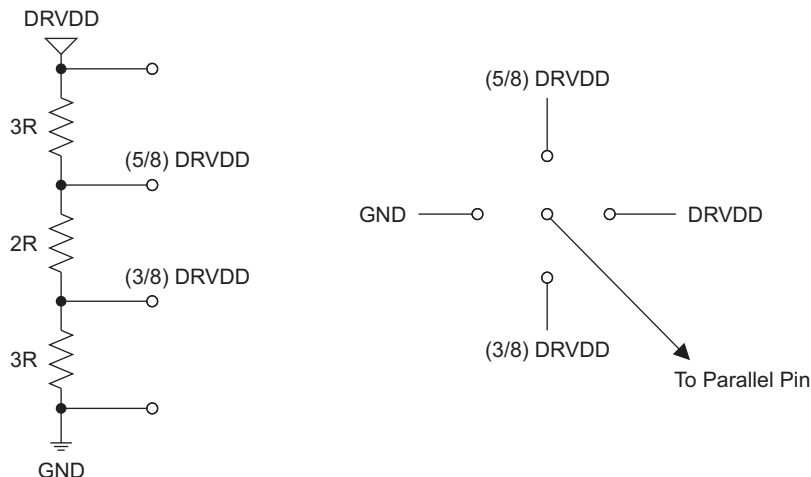 DRVDD
3R
(5/8) DRVDD
2R
(3/8) DRVDD
3R
GND
(5/8) DRVDD
GND
DRVDD
(3/8) DRVDD
To Parallel Pin